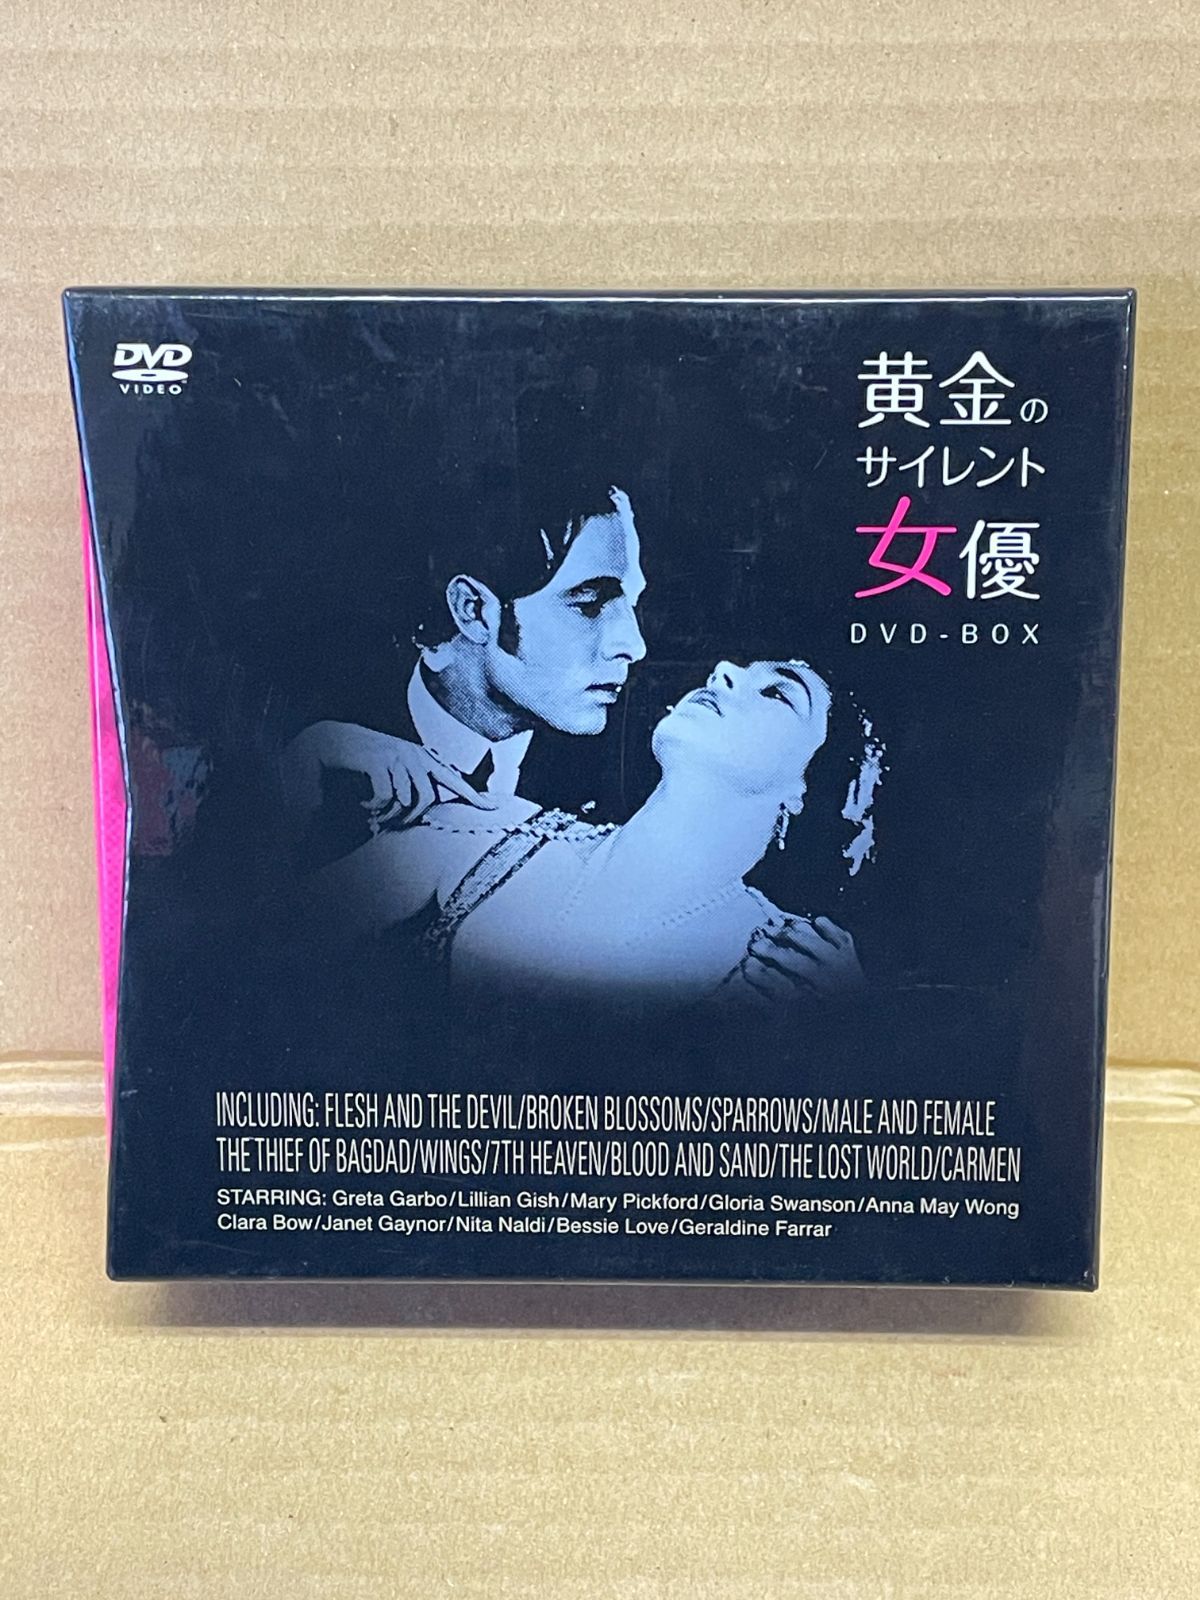 DVD
VIDEO
黄金の
サイレント
女優
DVD-BOX
INCLUDING: FLESH AND THE DEVIL/BROKEN BLOSSOMS/SPARROWS/MALE AND FEMALE
THE THIEF OF BAGDAD/WINGS/7TH HEAVEN/BLOOD AND SAND/THE LOST WORLD/CARMEN
STARRING: Greta Garbo/Lillian Gish/Mary Pickford/Gloria Swanson/Anna May Wong
Clara Bow/Janet Gaynor/Nita Naldi/Bessie Love/Geraldine Farrar